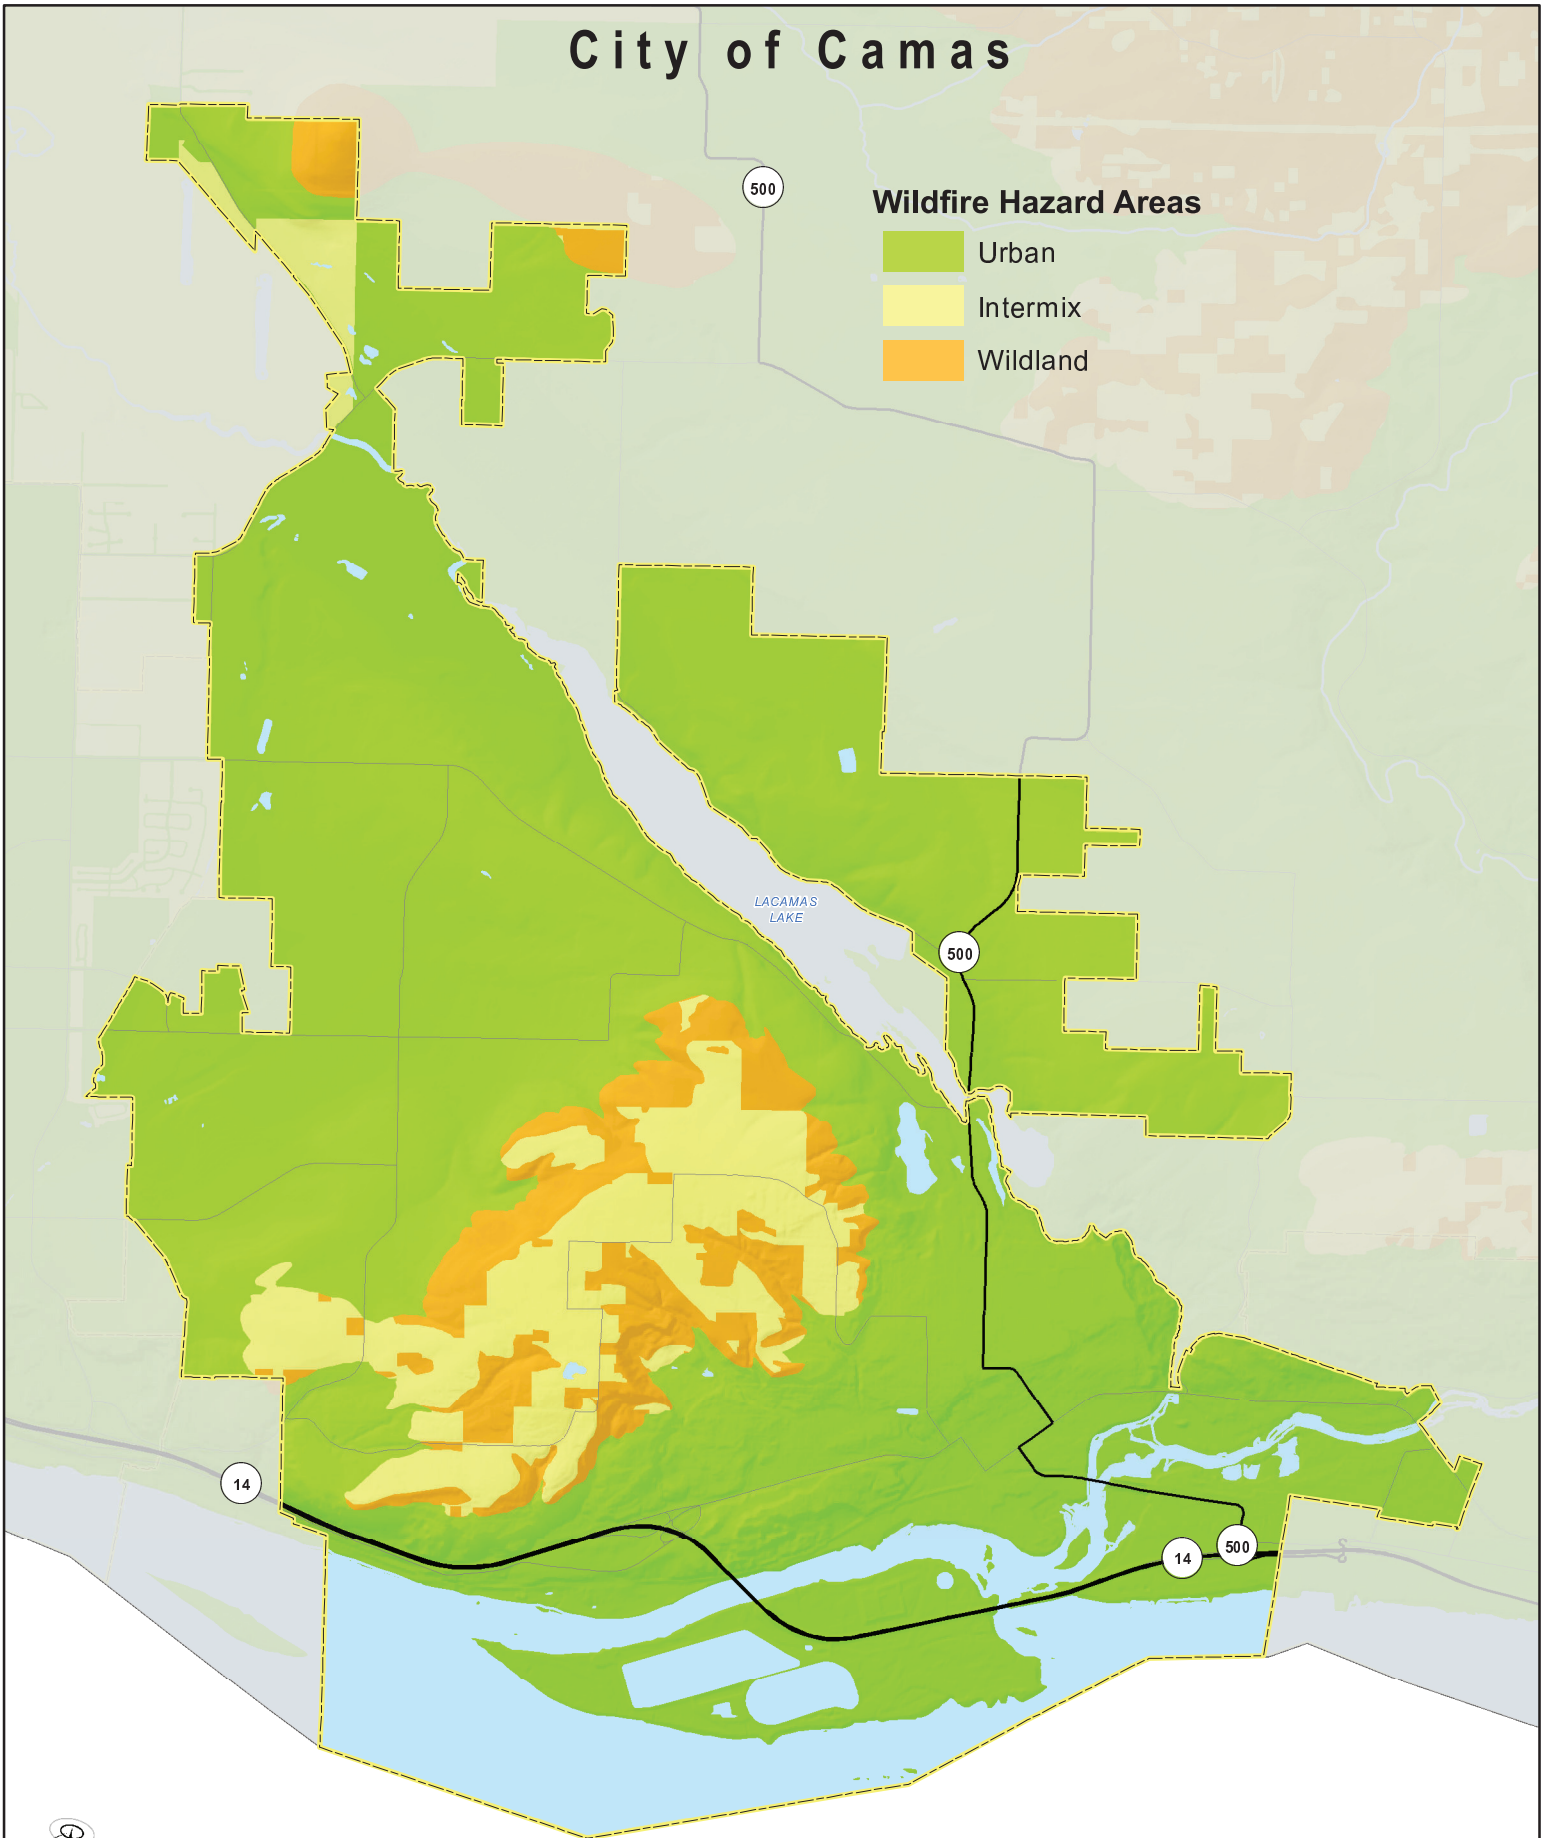 City of Camas
500
Wildfire Hazard Areas
Urban
Intermix
Wildland
LACAMAS
LAKE
500
14
14
500